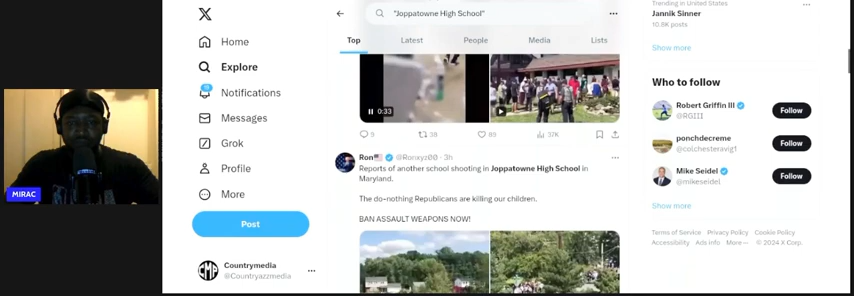 MIRAC
Home
Explore
Notifications
Messages
Grok
Profile
More
Post
Countrymedia
@Countryazzmedia
"Joppatowne High School"
Top
Latest
People
Media
Lists
0:33
9
38
89
37K
Ron @Ronxyz00 · 3h
Reports of another school shooting in Joppatowne High School in
Maryland.
The do-nothing Republicans are killing our children.
BAN ASSAULT WEAPONS NOW!
Trending in United States
Jannik Sinner
10.8K posts
Show more
Who to follow
Robert Griffin III
@RGIII
Follow
ponchdecreme
@colchesteravig1
Follow
Mike Seidel
@mikeseidel
Follow
Show more
Terms of Service Privacy Policy Cookie Policy
Accessibility Ads info More— © 2024 X Corp.